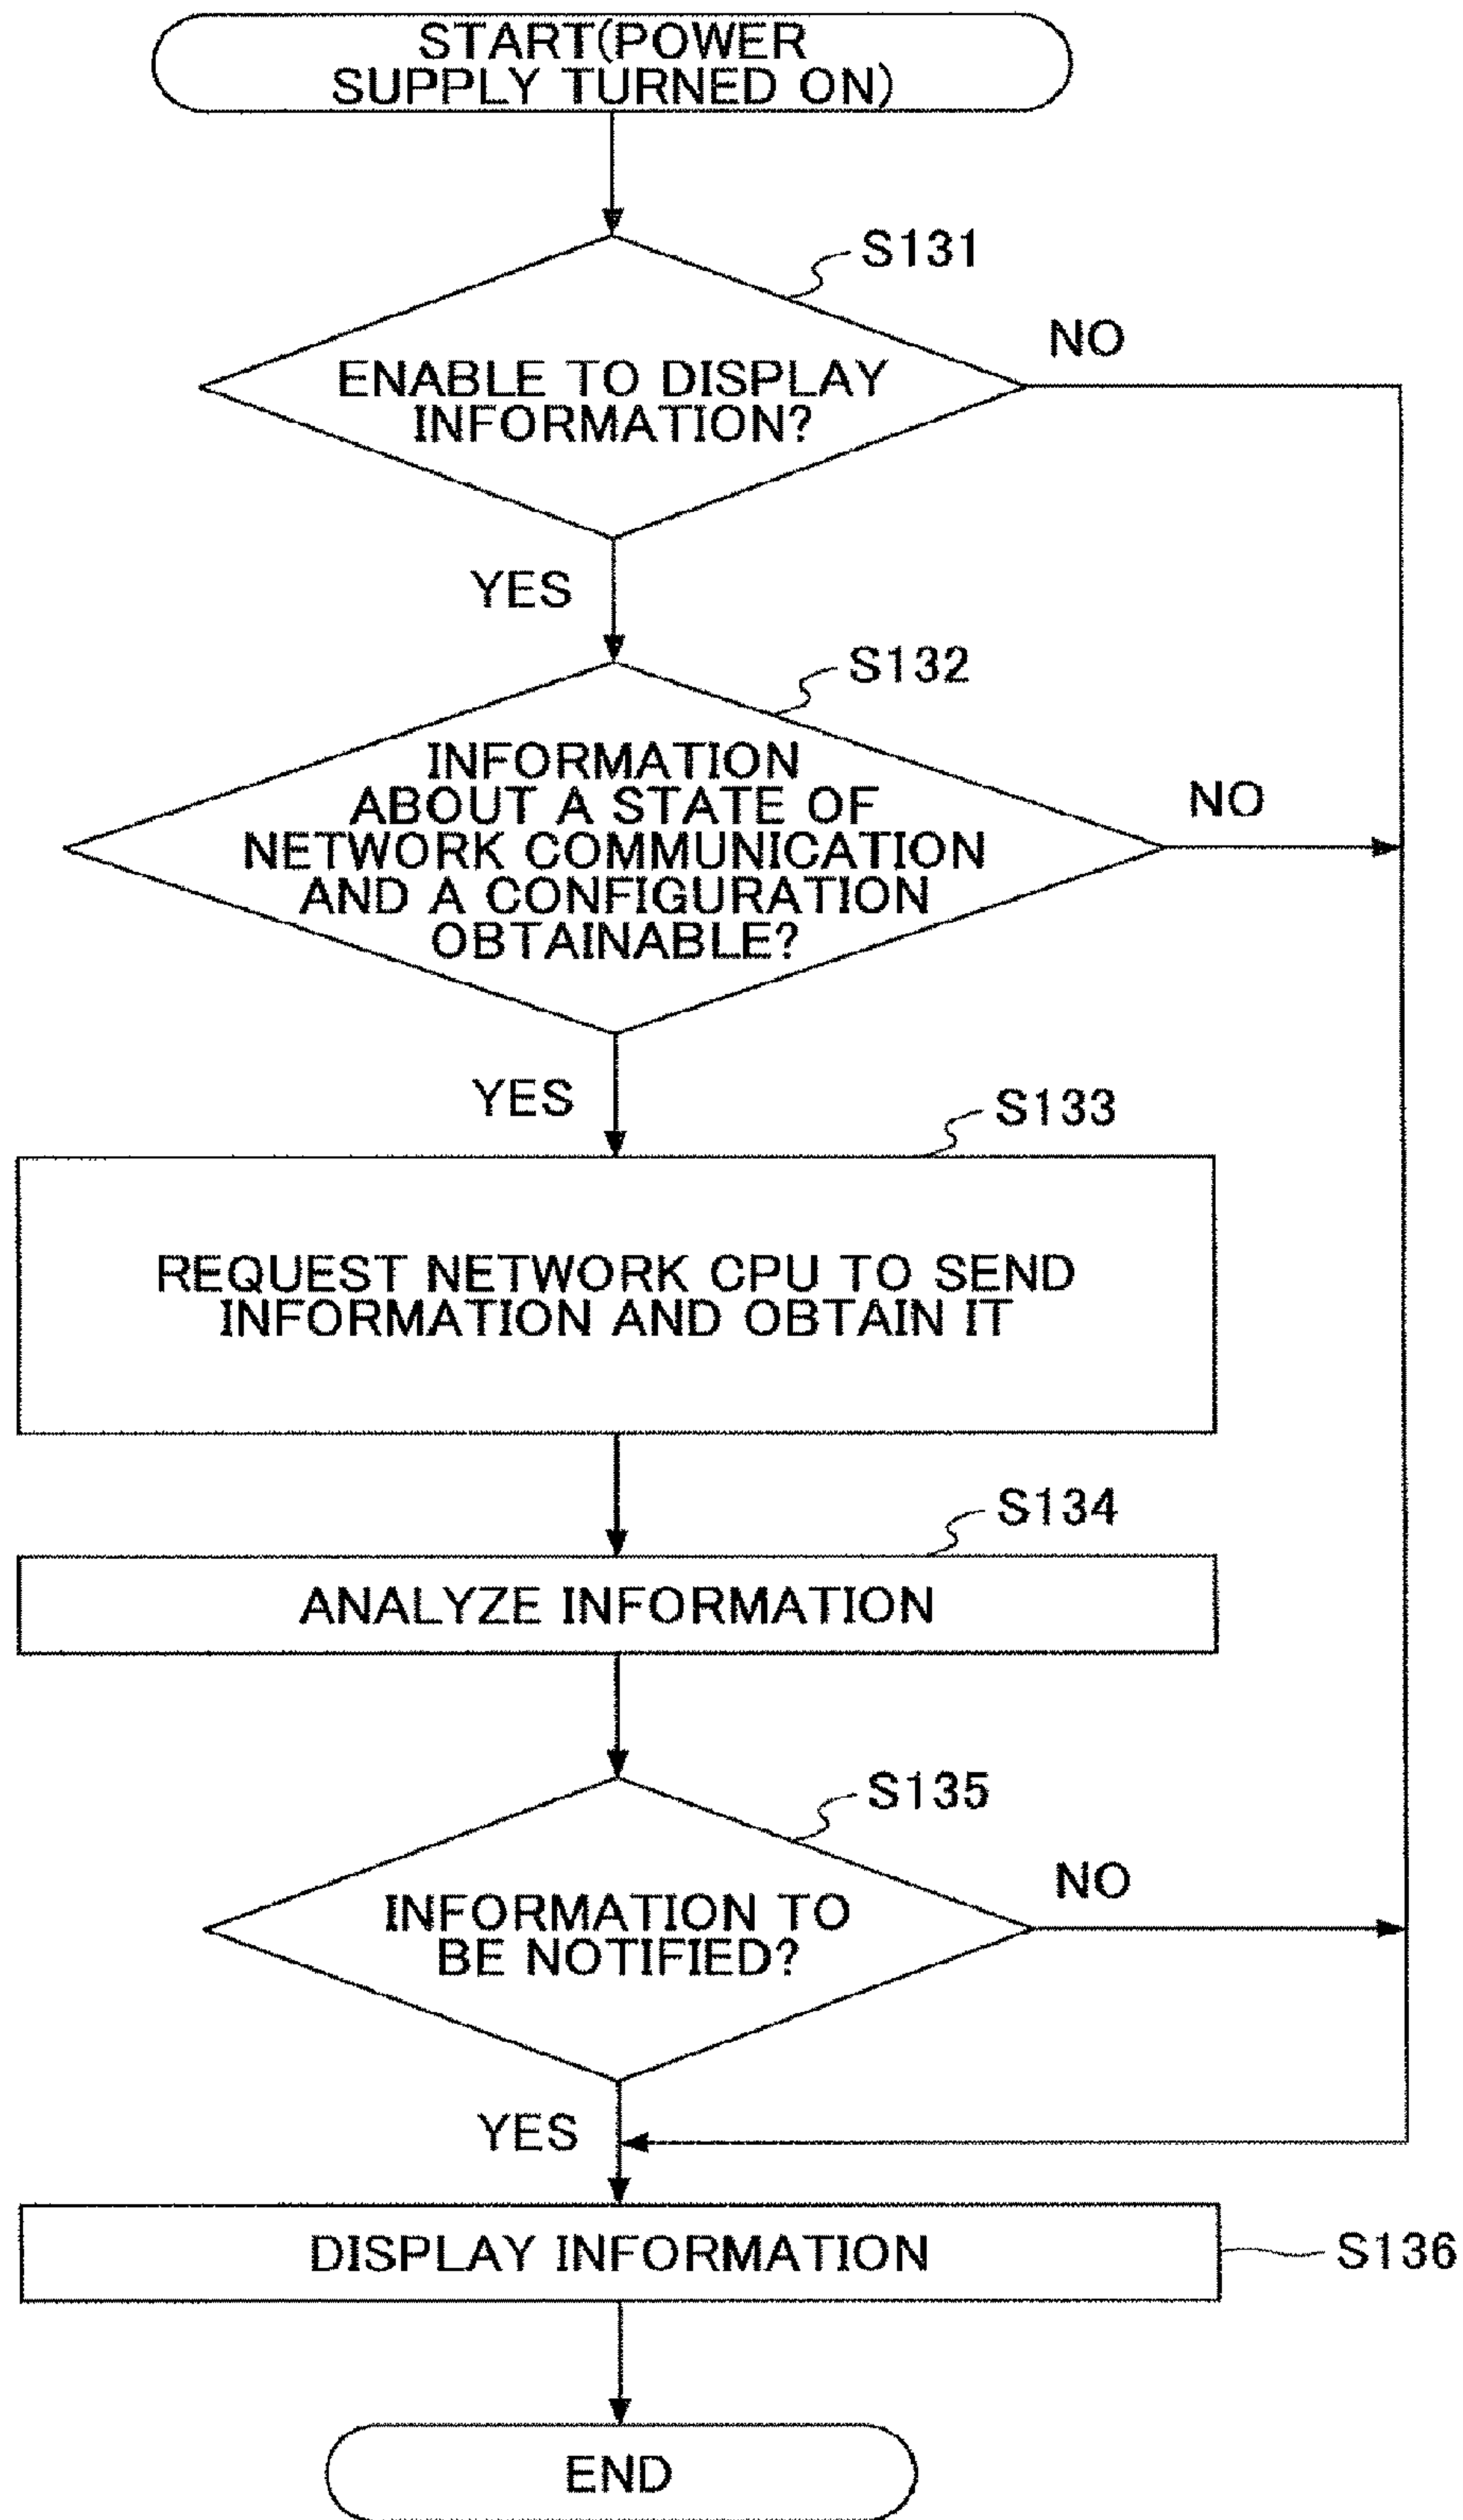 START(POWER
SUPPLY TURNED ON)
S131
NO
ENABLE TO DISPLAY
INFORMATION?
YES
S132
INFORMATION
ABOUT A STATE OF
NETWORK COMMUNICATION
AND A CONFIGURATION
OBTAINABLE?
NO
YES
S133
REQUEST NETWORK CPU TO SEND
INFORMATION AND OBTAIN IT
S134
ANALYZE INFORMATION
S135
NO
INFORMATION TO
BE NOTIFIED?
YES
DISPLAY INFORMATION
S136
END